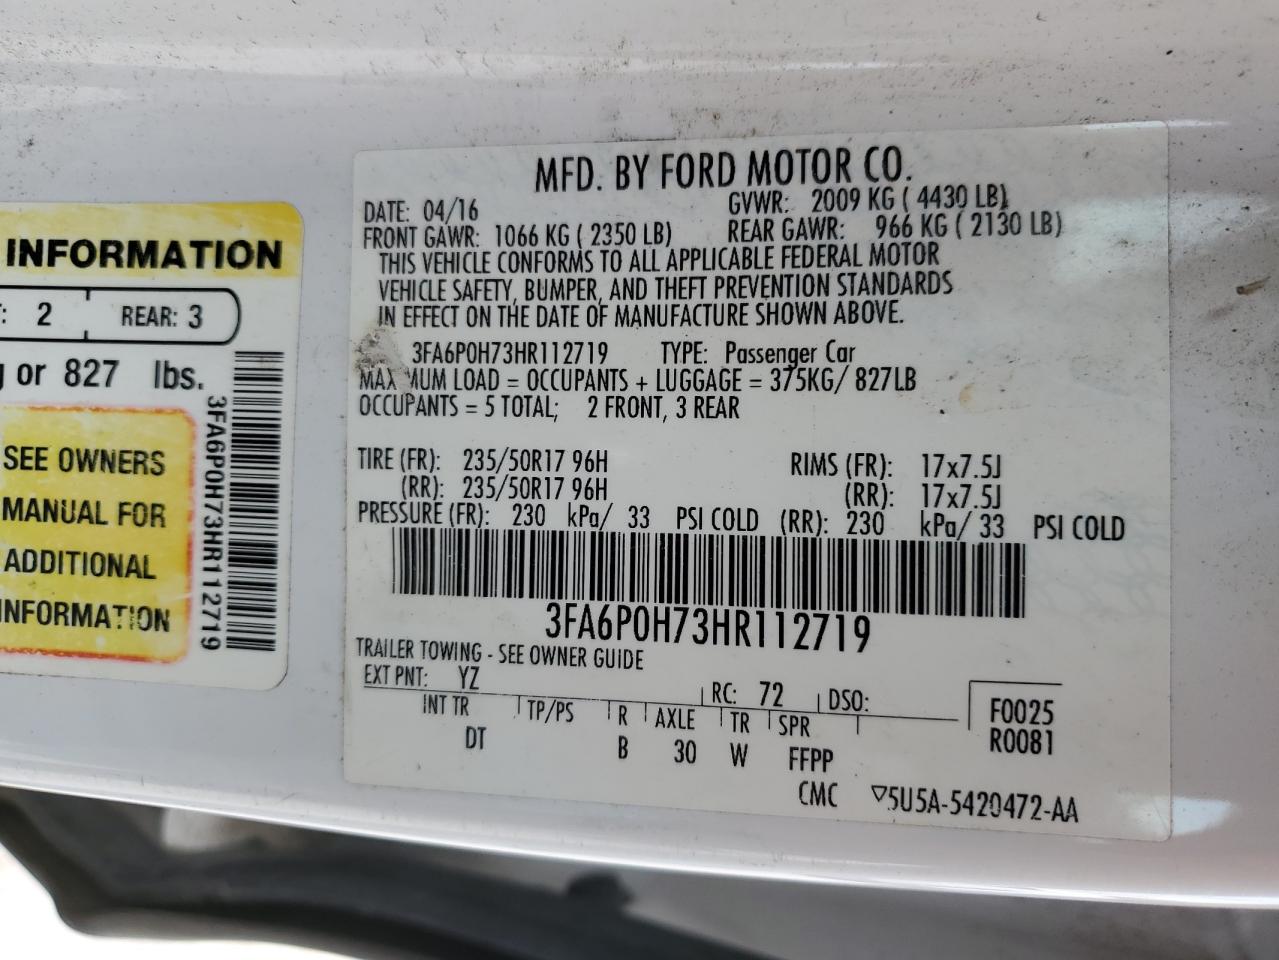 INFORMATION
: 2 REAR: 3
or 827 lbs.
SEE OWNERS
MANUAL FOR
ADDITIONAL
INFORMATION
3FA6P0H73HR112719
MFD. BY FORD MOTOR CO.
DATE: 04/16 GVWR: 2009 KG ( 4430 LB)
FRONT GAWR: 1066 KG ( 2350 LB) REAR GAWR: 966 KG ( 2130 LB)
THIS VEHICLE CONFORMS TO ALL APPLICABLE FEDERAL MOTOR
VEHICLE SAFETY, BUMPER, AND THEFT PREVENTION STANDARDS
IN EFFECT ON THE DATE OF MANUFACTURE SHOWN ABOVE.
3FA6P0H73HR112719 TYPE: Passenger Car
MAXIMUM LOAD = OCCUPANTS + LUGGAGE = 375KG/ 827LB
OCCUPANTS = 5 TOTAL; 2 FRONT, 3 REAR
TIRE (FR): 235/50R17 96H RIMS (FR): 17x7.5J
(RR): 235/50R17 96H (RR): 17x7.5J
PRESSURE (FR): 230 kPa/ 33 PSI COLD (RR): 230 kPa/ 33 PSI COLD
3FA6P0H73HR112719
TRAILER TOWING - SEE OWNER GUIDE
EXT PNT: YZ RC: 72 DSO:
INT TR TP/PS R AXLE TR SPR F0025
DT B 30 W FFPP R0081
CMC ▽5U5A-5420472-AA